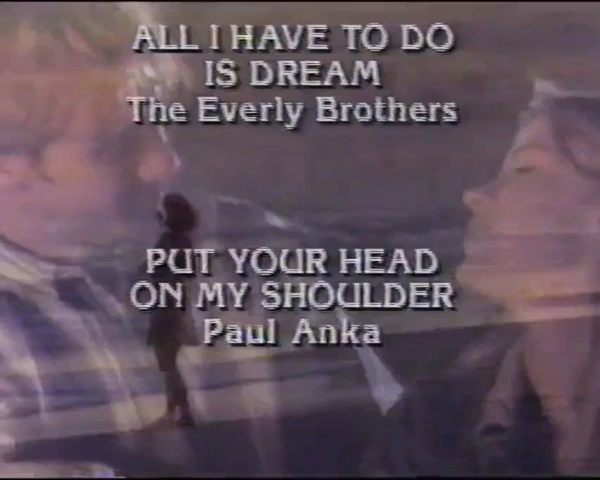 ALL I HAVE TO DO
IS DREAM
The Everly Brothers
PUT YOUR HEAD
ON MY SHOULDER
Paul Anka